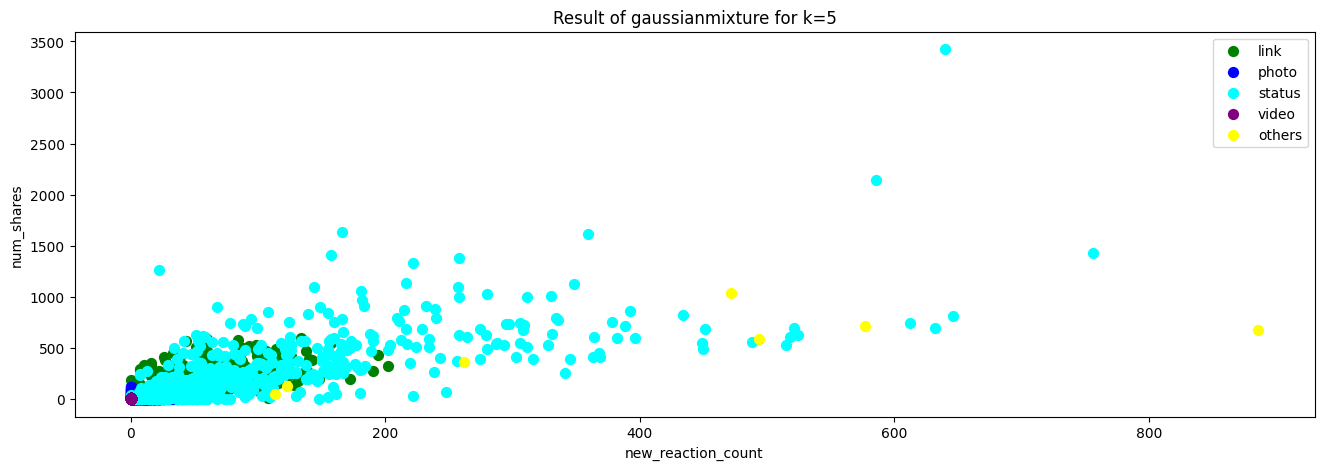 Result of gaussianmixture for k=5
3500
3000
2500
2000
1500
1000
500
0
num_shares
0 200 400 600 800
new_reaction_count
link
photo
status
video
others